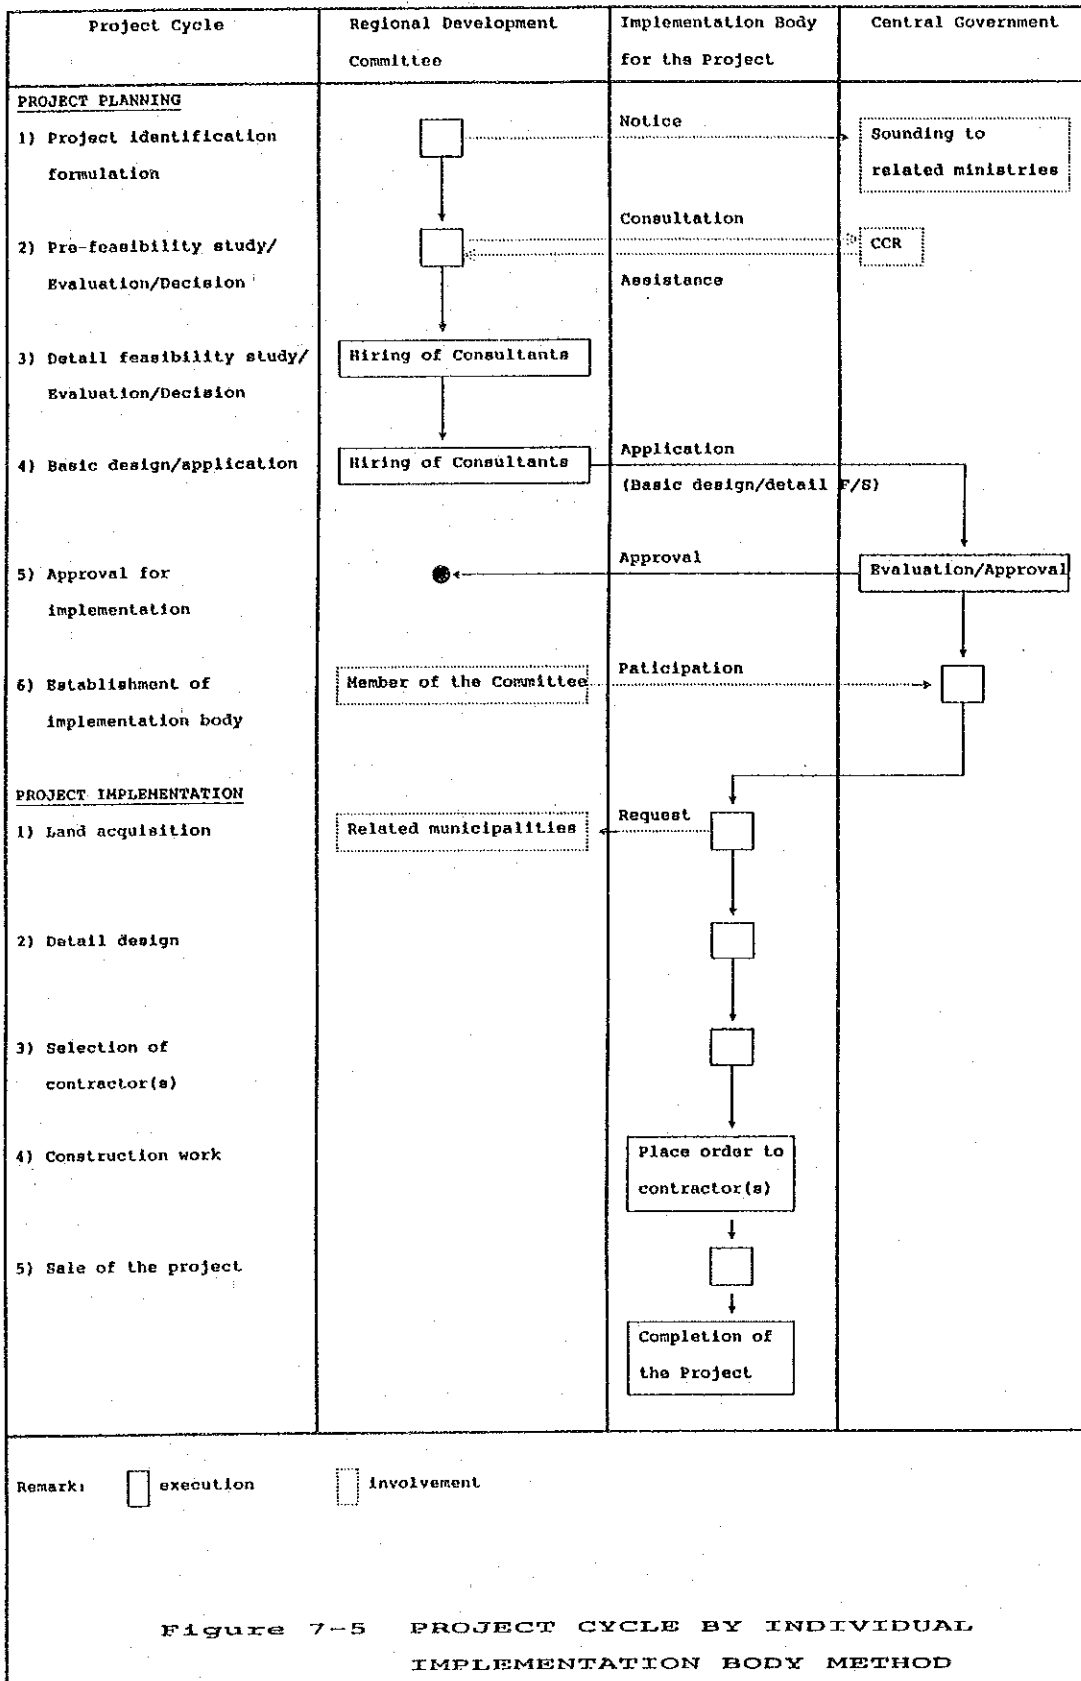 Project Cycle
Regional Development
Committee
Implementation Body
for the Project
Central Government
PROJECT PLANNING
1) Project identification
formulation
Notice
Sounding to
related ministries
2) Pre-feasibility study/
Evaluation/Decision
Consultation
CCR
Assistance
3) Detail feasibility study/
Evaluation/Decision
Hiring of Consultants
4) Basic design/application
Hiring of Consultants
Application
(Basic design/detail F/S)
5) Approval for
implementation
Approval
Evaluation/Approval
6) Establishment of
implementation body
Member of the Committee
Paticipation
PROJECT IMPLEMENTATION
1) Land acquisition
Related municipalities
Request
2) Detail design
3) Selection of
contractor(s)
4) Construction work
Place order to
contractor(s)
5) Sale of the project
Completion of
the Project
Remark:
execution
involvement
Figure 7-5 PROJECT CYCLE BY INDIVIDUAL
IMPLEMENTATION BODY METHOD